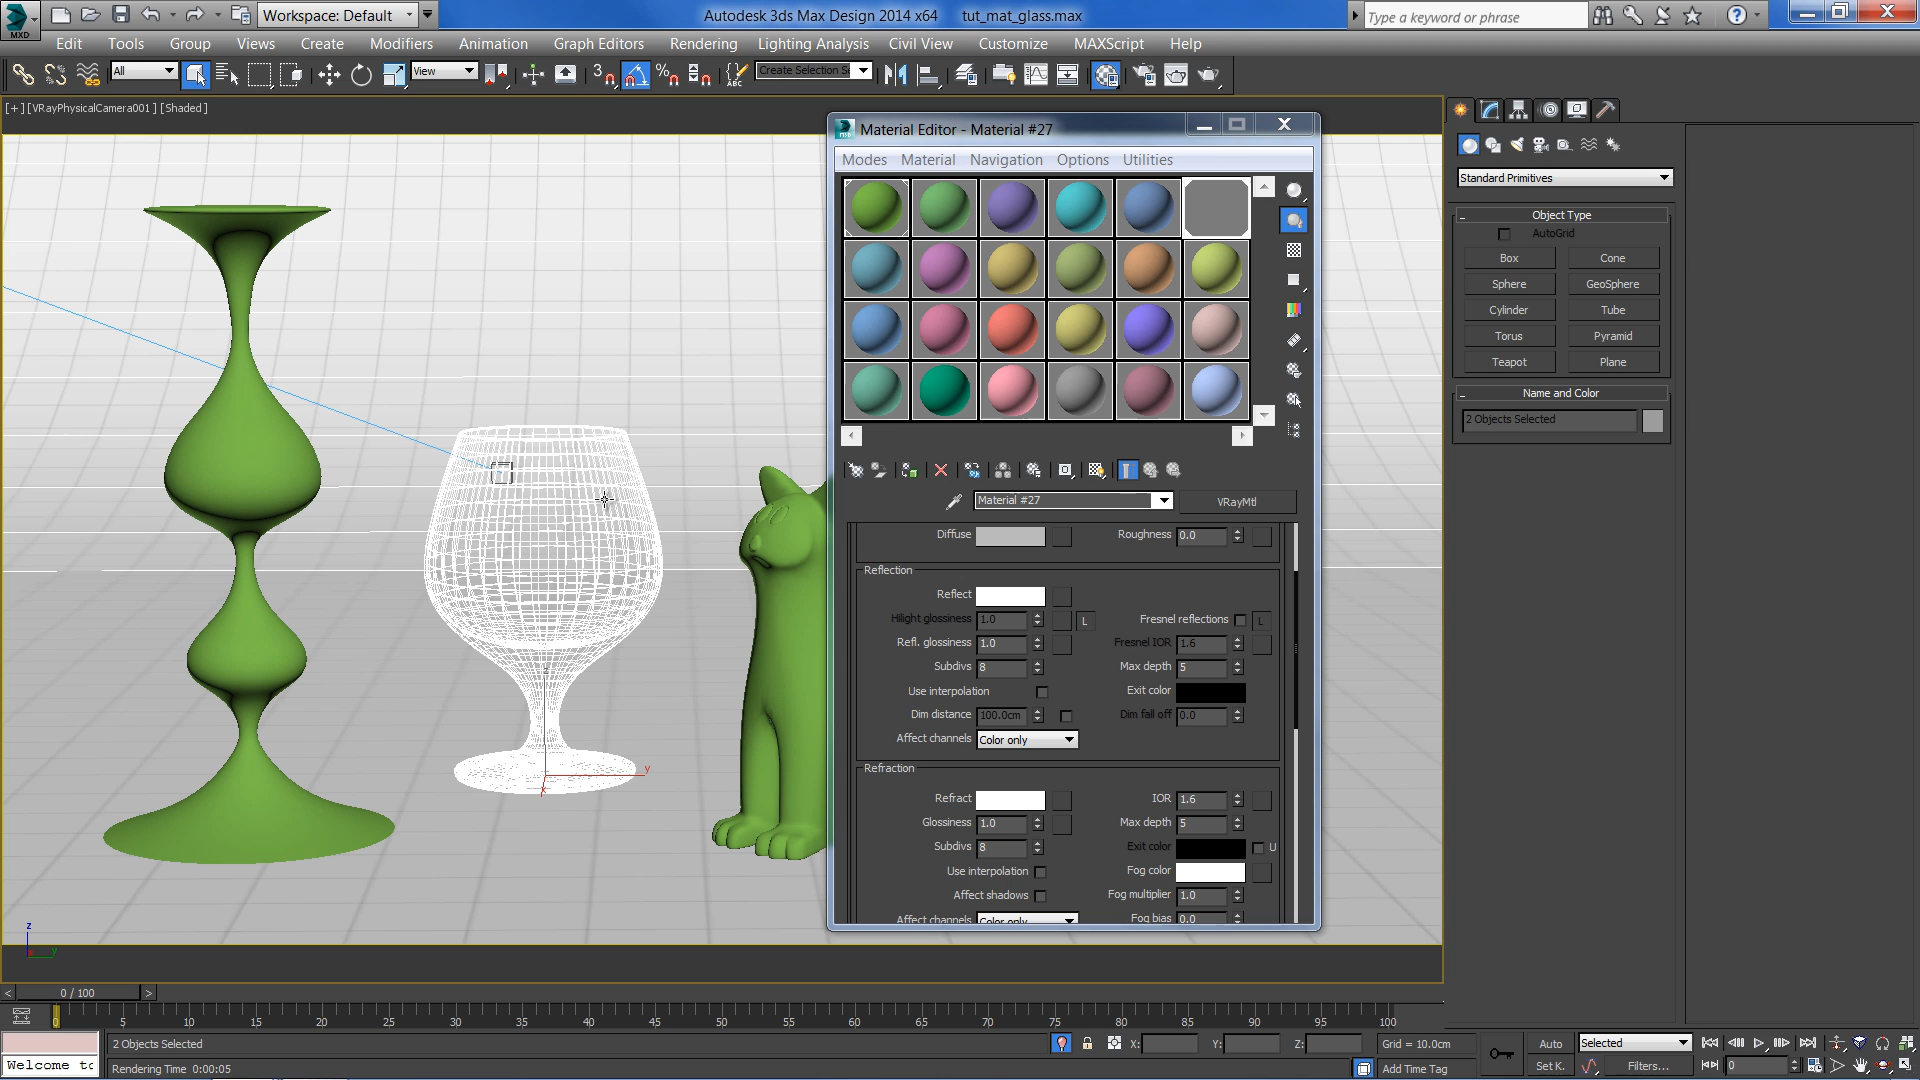 MXD
Workspace: Default
Autodesk 3ds Max Design 2014 x64 tut_mat_glass.max
Type a keyword or phrase
Edit Tools Group Views Create Modifiers Animation Graph Editors Rendering Lighting Analysis Civil View Customize MAXScript Help
All View ABC Create Selection S
[+] [VRayPhysicalCamera001 ] [Shaded ]
Material Editor - Material #27
Modes Material Navigation Options Utilities
Material #27 VRayMtl
Diffuse Roughness 0.0
Reflection
Reflect
Hilight glossiness 1.0 L Fresnel reflections L
Refl. glossiness 1.0 Fresnel IOR 1.6
Subdivs 8 Max depth 5
Use interpolation Exit color
Dim distance 100.0cm Dim fall off 0.0
Affect channels Color only
Refraction
Refract IOR 1.6
Glossiness 1.0 Max depth 5
Subdivs 8 Exit color U
Use interpolation Fog color
Affect shadows Fog multiplier 1.0
Affect channels Color only Fog bias 0.0
Standard Primitives
Object Type
AutoGrid
Box Cone
Sphere GeoSphere
Cylinder Tube
Torus Pyramid
Teapot Plane
Name and Color
2 Objects Selected
z
y
x
z
y
< 0 / 100 >
0 5 10 15 20 25 30 35 40 45 50 55 60 65 70 75 80 85 90 95 100
2 Objects Selected X: Y: Z: Grid = 10.0cm Auto Selected
Welcome to Rendering Time 0:00:05 Add Time Tag Set K. Filters... 0